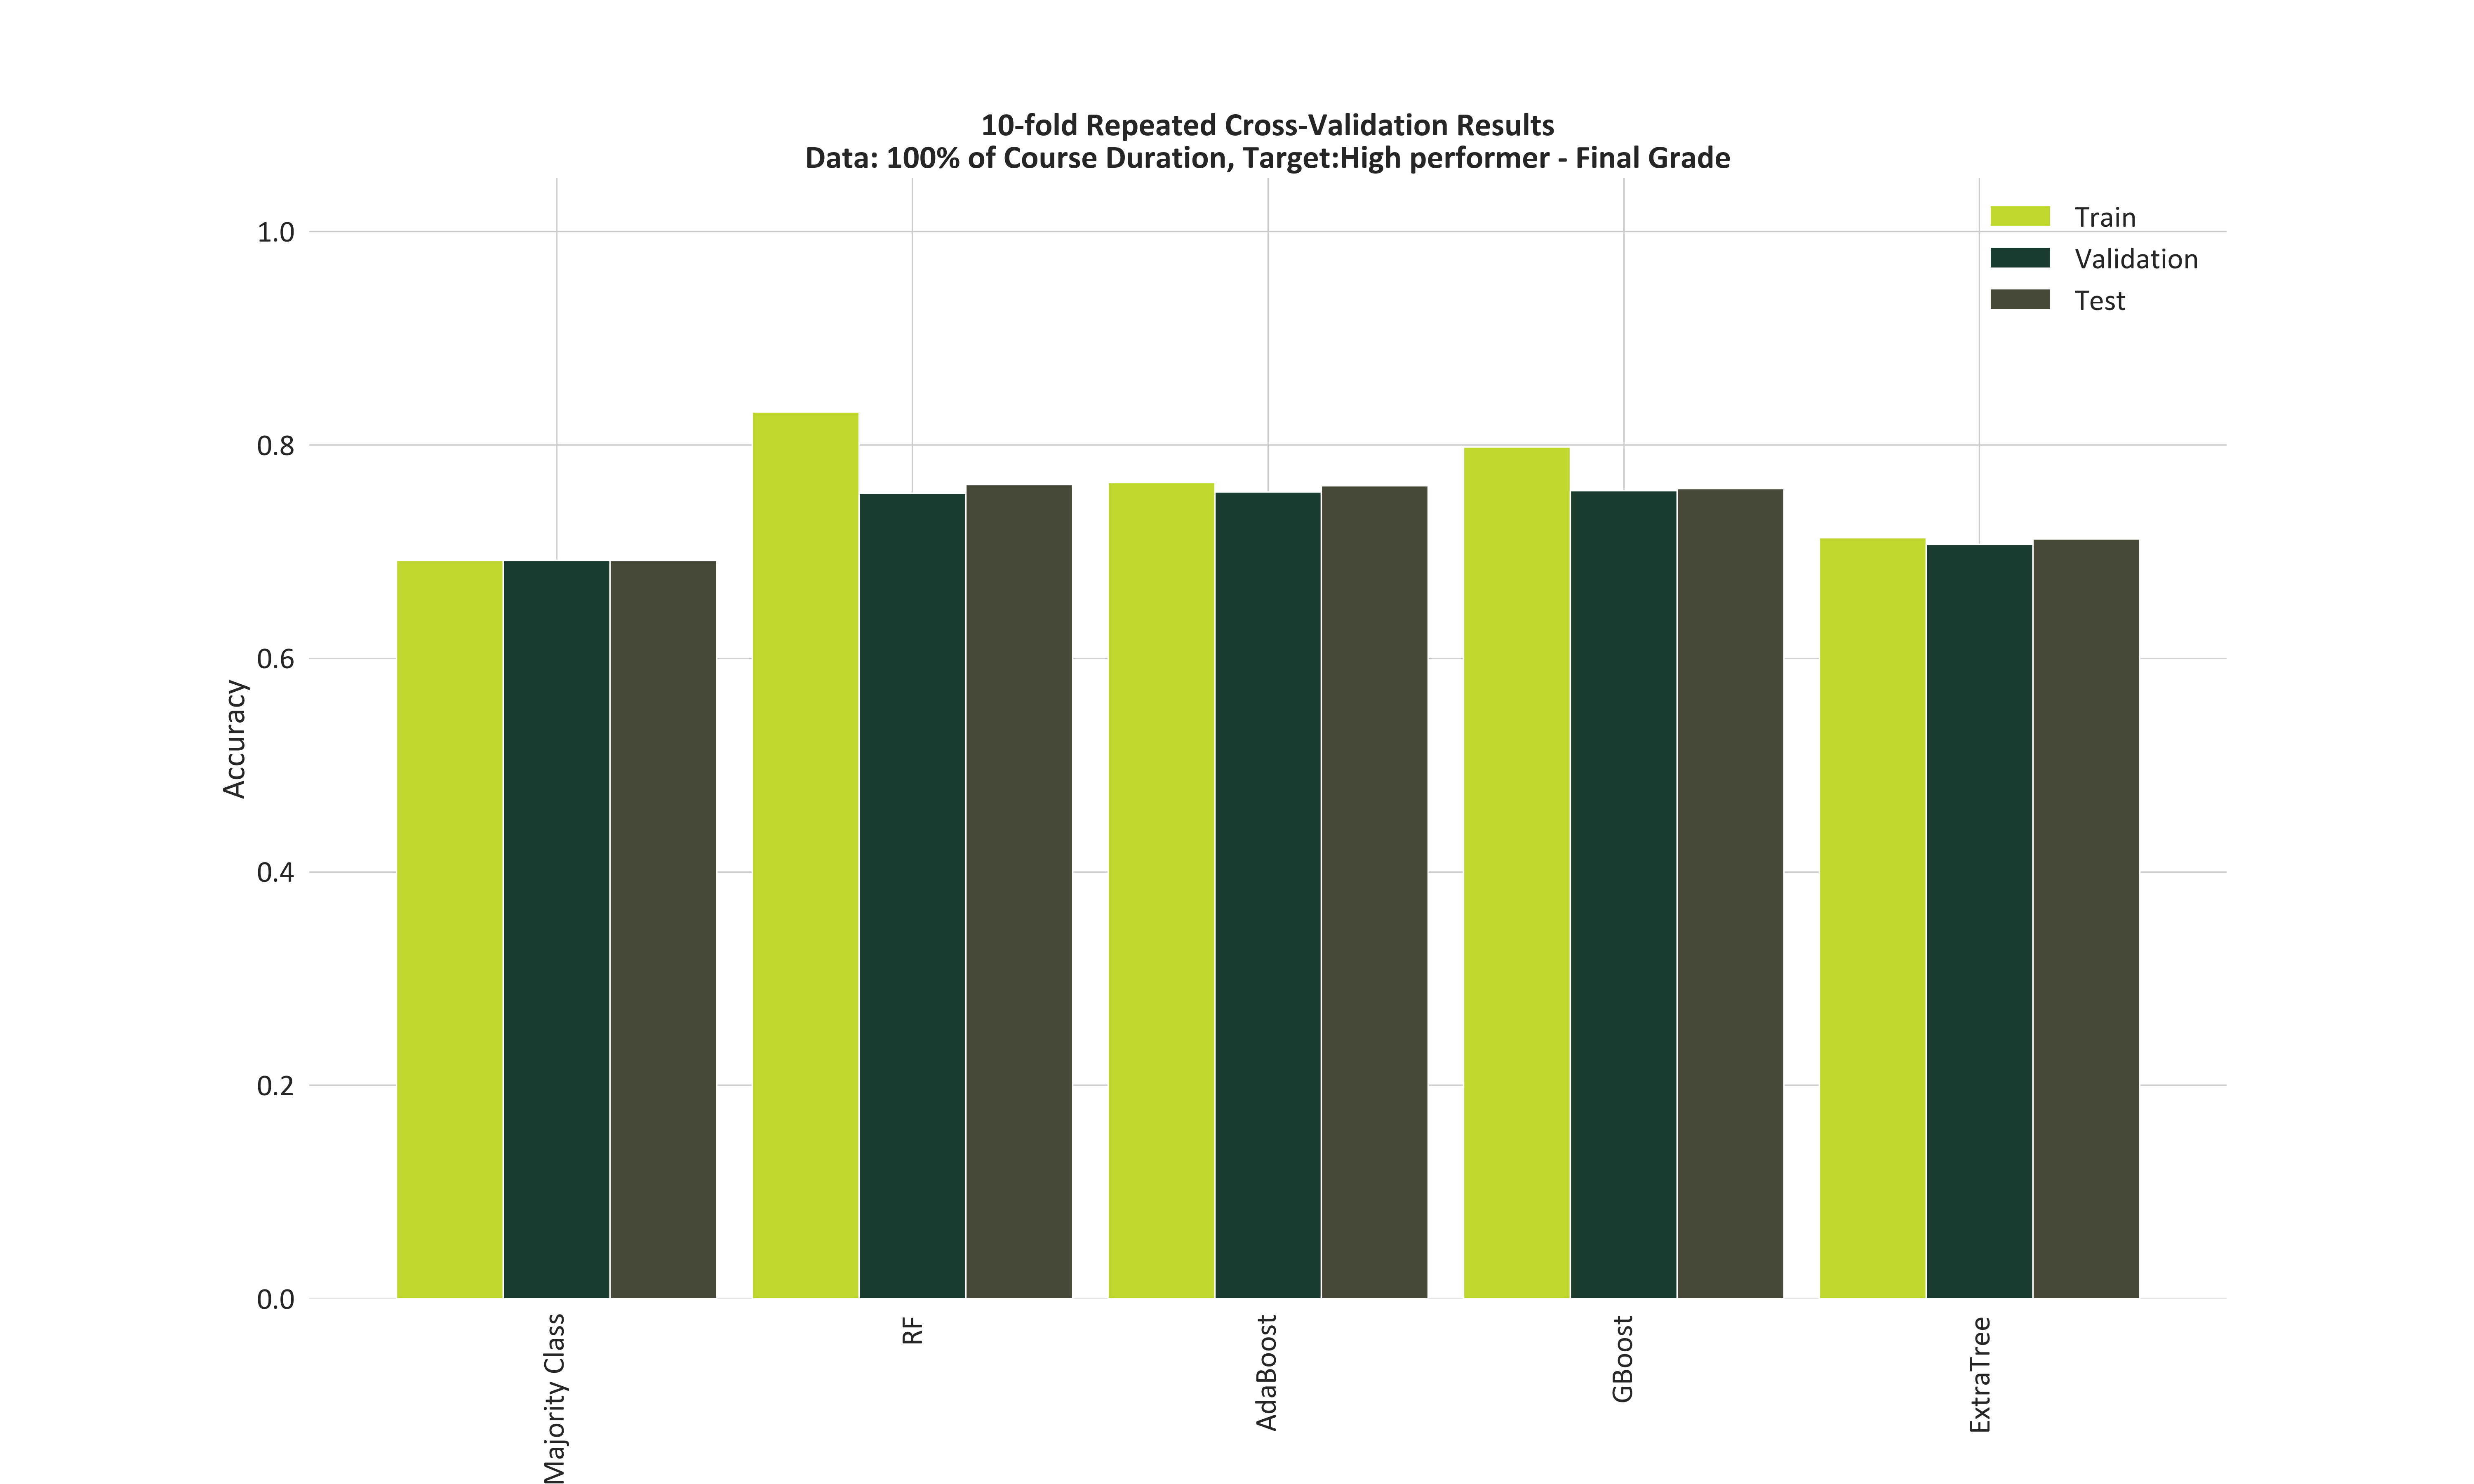 10-fold Repeated Cross-Validation Results
Data: 100% of Course Duration, Target:High performer - Final Grade
Train
Validation
Test
1.0
0.8
0.6
0.4
0.2
0.0
Accuracy
Majority Class
RF
AdaBoost
GBoost
ExtraTree